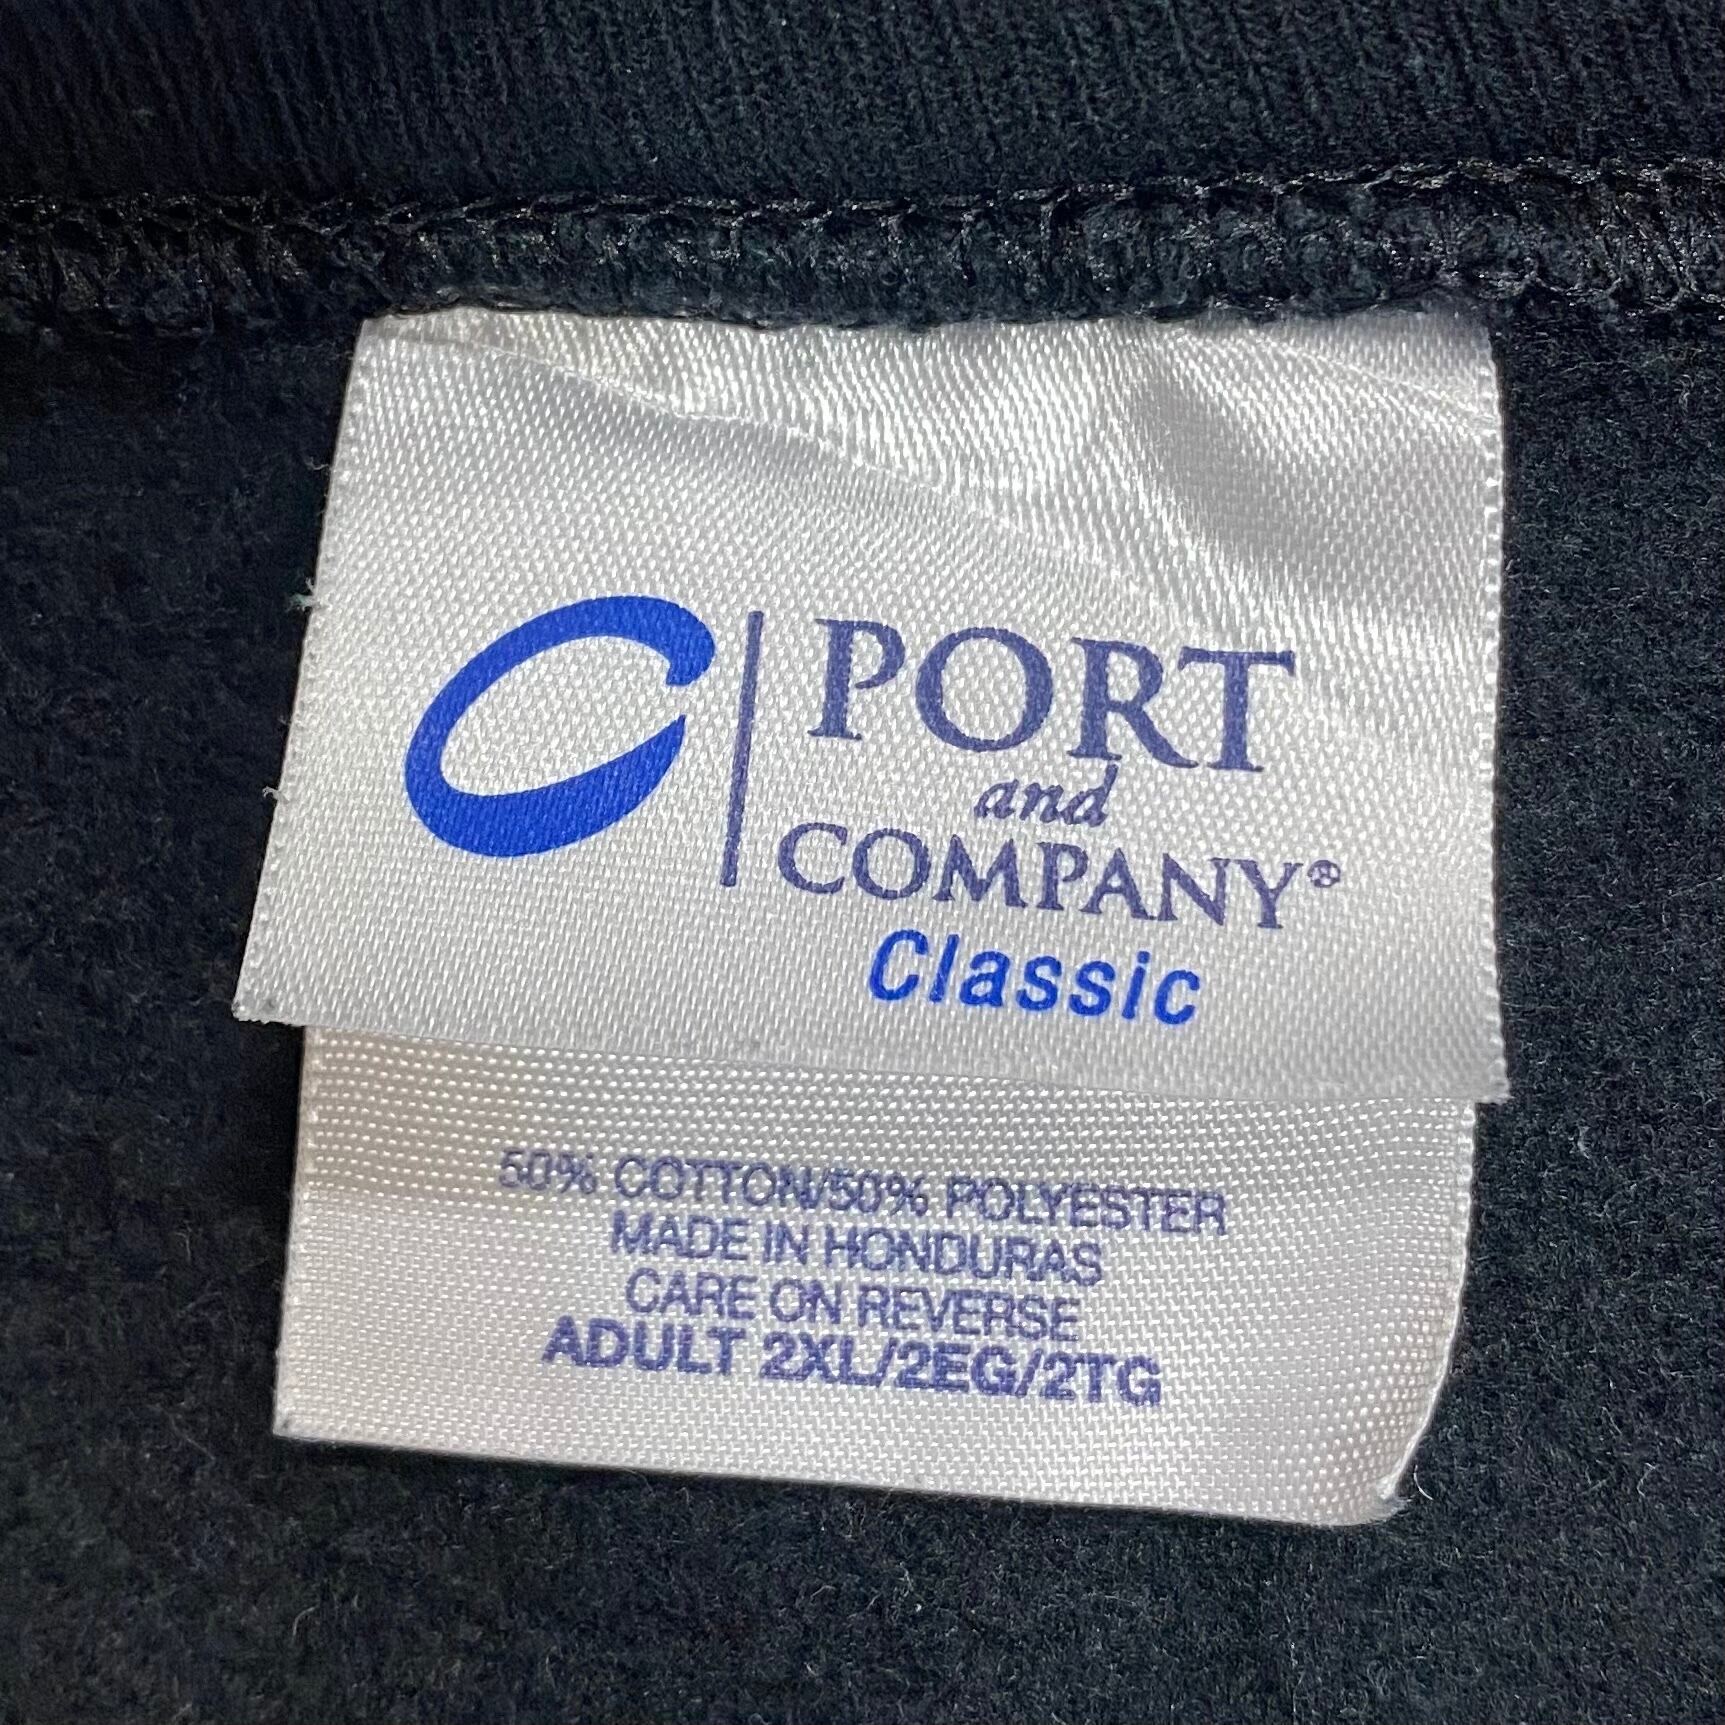 PORT
and
COMPANY®
Classic
50% COTTON/50% POLYESTER
MADE IN HONDURAS
CARE ON REVERSE
ADULT 2XL/2EG/2TG